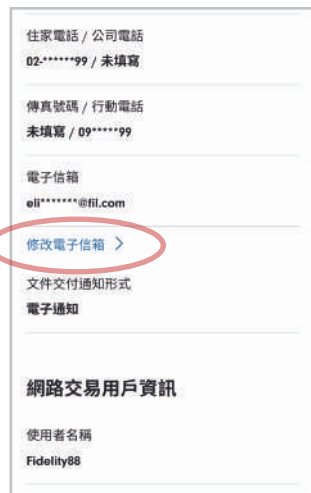 住家電話 / 公司電話
02-******99 / 未填寫
傳真號碼 / 行動電話
未填寫 / 09*****99
電子信箱
eli*******@fil.com
修改電子信箱 >
文件交付通知形式
電子通知
網路交易用戶資訊
使用者名稱
Fidelity88